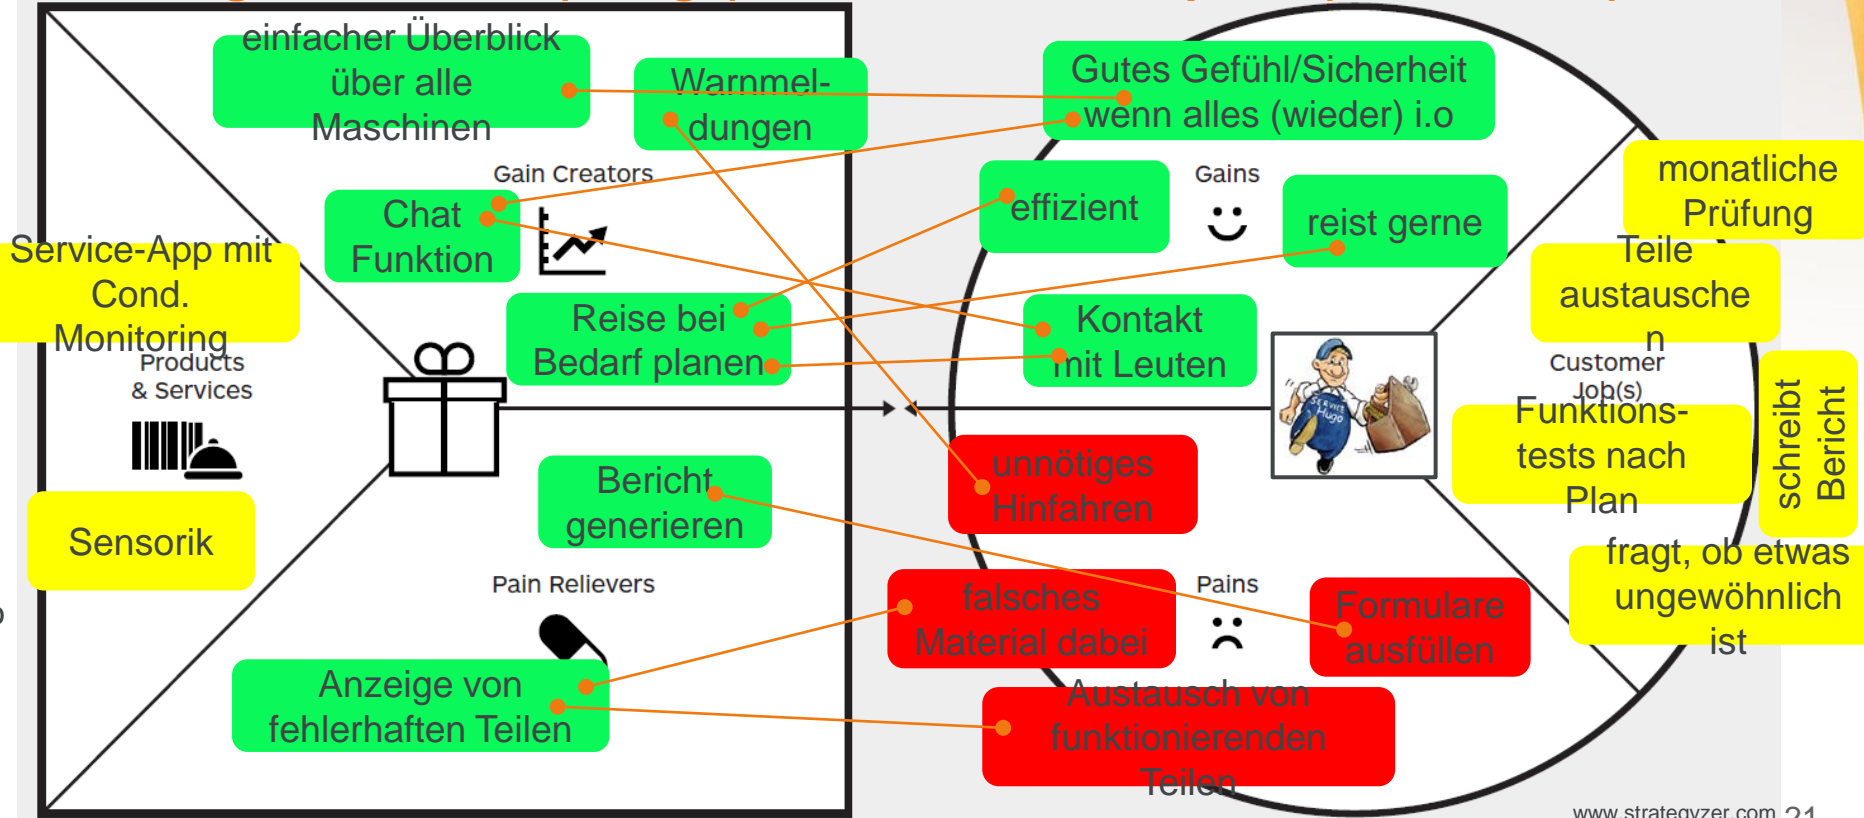 einfacher Überblick
über alle
Maschinen
Warnmel-
dungen
Gain Creators
Chat
Funktion
Reise bei
Bedarf planen
Service-App mit
Cond.
Monitoring
Products
& Services
Sensorik
Bericht
generieren
Pain Relievers
Anzeige von
fehlerhaften Teilen
Gutes Gefühl/Sicherheit
wenn alles (wieder) i.o
Gains
effizient
reist gerne
Kontakt
mit Leuten
unnötiges
Hinfahren
falsches
Material dabei
Pains
Formulare
ausfüllen
Austausch von
funktionierenden
Teilen
SERVICE
Hugo
monatliche
Prüfung
Teile
austausche
n
Customer
Job(s)
Funktions-
tests nach
Plan
schreibt
Bericht
fragt, ob etwas
ungewöhnlich
ist
www.strategyzer.com 21